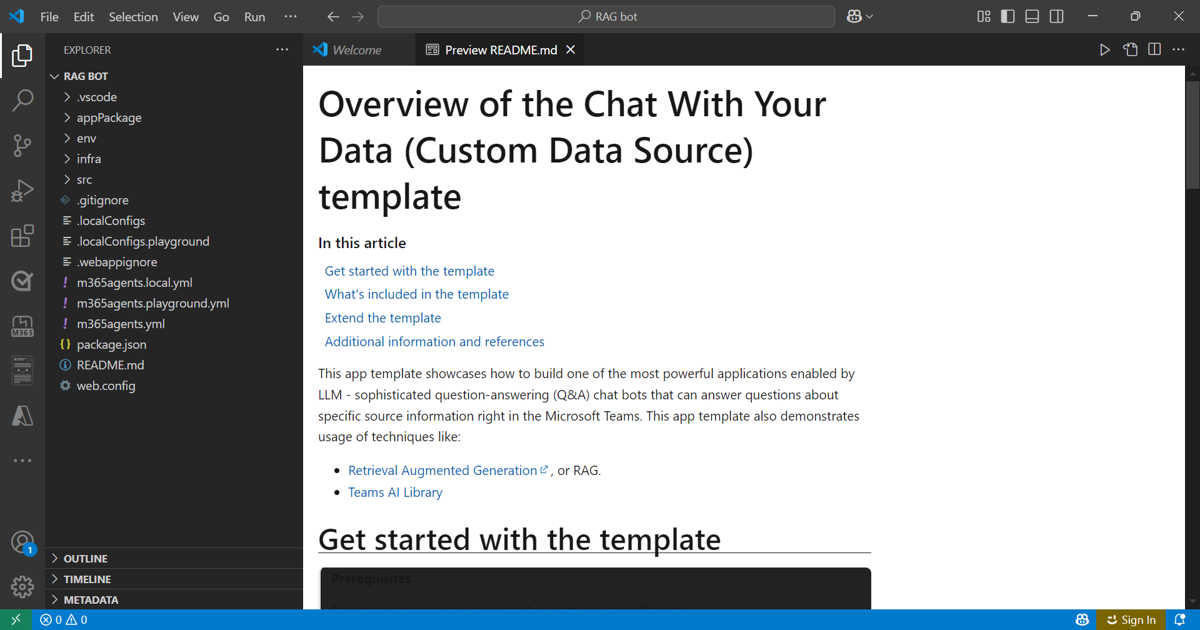 File Edit Selection View Go Run ···
RAG bot
EXPLORER
RAG BOT
.vscode
appPackage
env
infra
src
.gitignore
.localConfigs
.localConfigs.playground
.webappignore
! m365agents.local.yml
! m365agents.playground.yml
! m365agents.yml
{} package.json
README.md
web.config
OUTLINE
TIMELINE
METADATA
M365
1
Welcome
Preview README.md
Overview of the Chat With Your
Data (Custom Data Source)
template
In this article
Get started with the template
What's included in the template
Extend the template
Additional information and references
This app template showcases how to build one of the most powerful applications enabled by
LLM - sophisticated question-answering (Q&A) chat bots that can answer questions about
specific source information right in the Microsoft Teams. This app template also demonstrates
usage of techniques like:
• Retrieval Augmented Generation , or RAG.
• Teams AI Library
Get started with the template
Prerequisites
0 0
Sign In